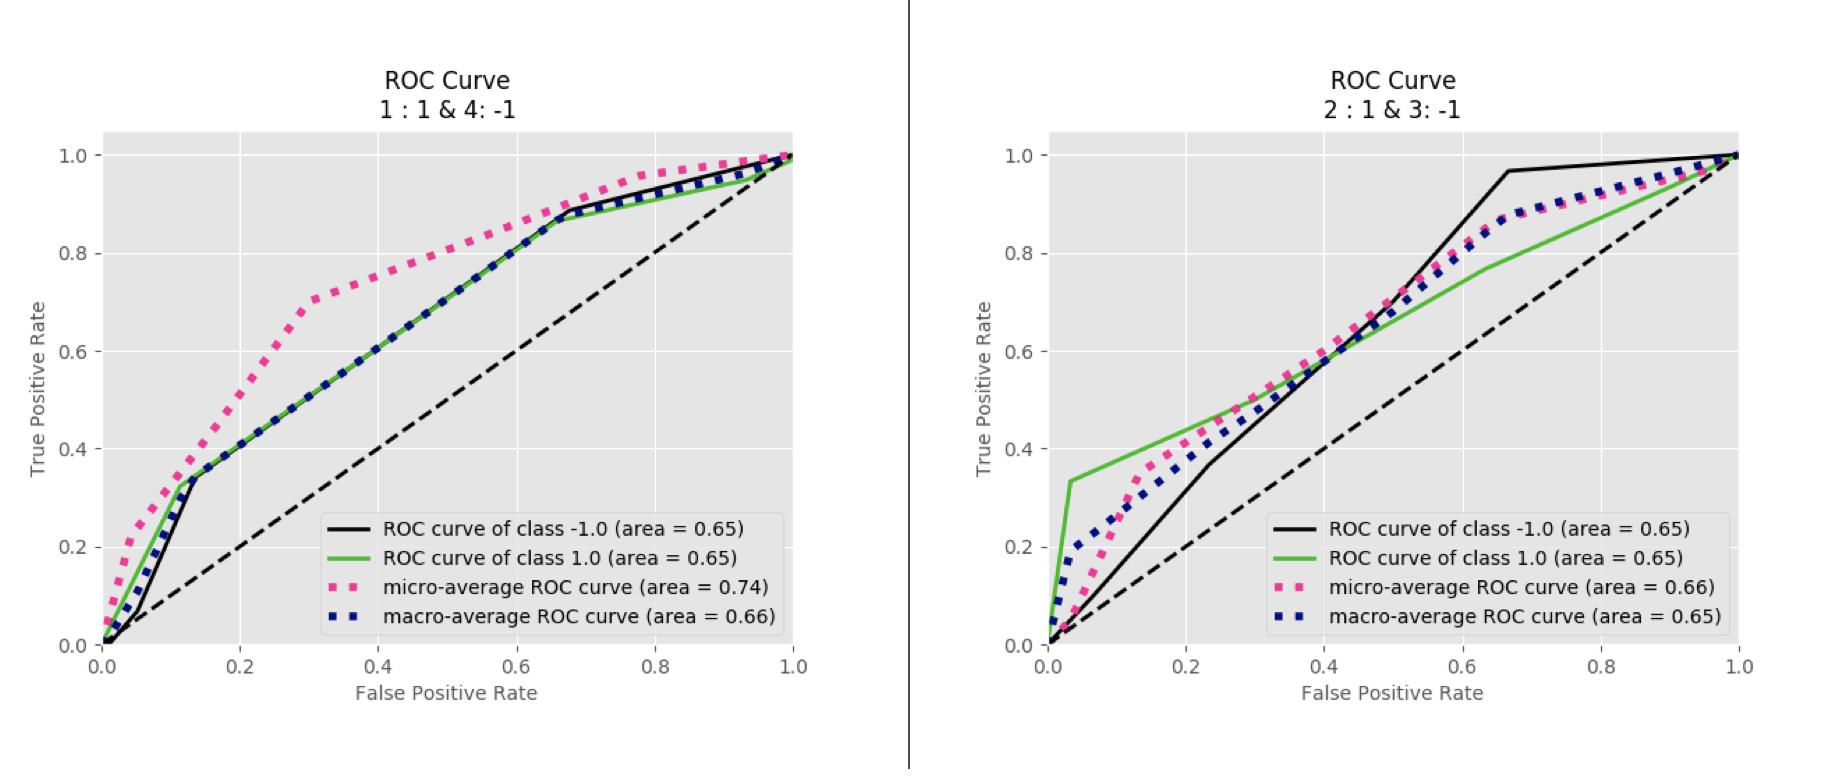 ROC Curve
1 : 1 & 4: -1
1.0
0.8
0.6
0.4
0.2
0.0
True Positive Rate
ROC curve of class -1.0 (area = 0.65)
ROC curve of class 1.0 (area = 0.65)
micro-average ROC curve (area = 0.74)
macro-average ROC curve (area = 0.66)
0.0 0.2 0.4 0.6 0.8 1.0
False Positive Rate
ROC Curve
2 : 1 & 3: -1
1.0
0.8
0.6
0.4
0.2
0.0
True Positive Rate
ROC curve of class -1.0 (area = 0.65)
ROC curve of class 1.0 (area = 0.65)
micro-average ROC curve (area = 0.66)
macro-average ROC curve (area = 0.65)
0.0 0.2 0.4 0.6 0.8 1.0
False Positive Rate